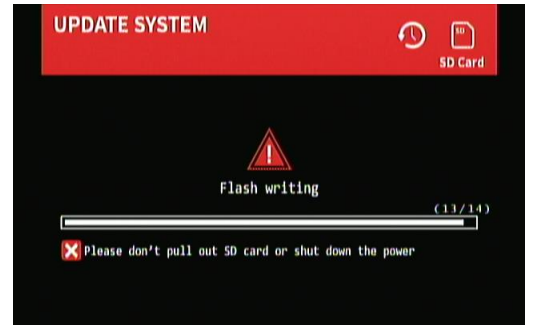 UPDATE SYSTEM
SD
SD Card
!
Flash writing
(13/14)
Please don't pull out SD card or shut down the power